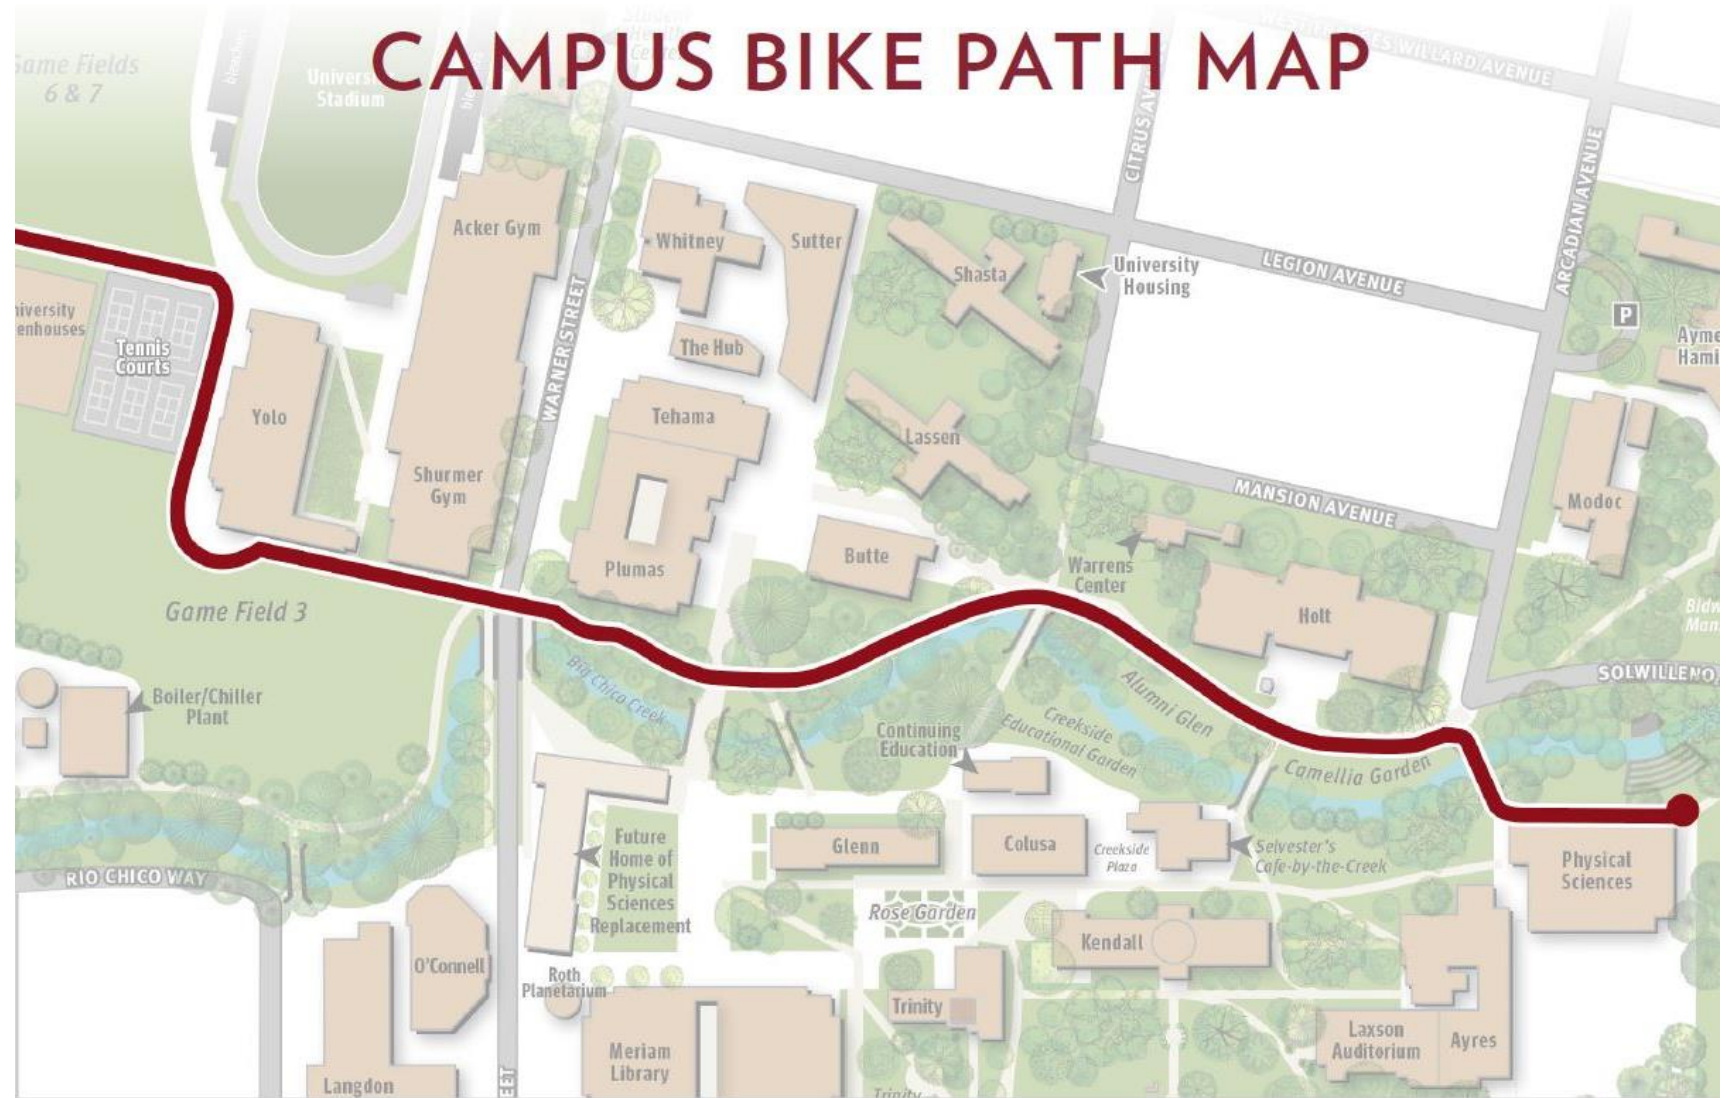 CAMPUS BIKE PATH MAP
Game Fields
6 & 7
University
Stadium
WILLARD AVENUE
CITRUS
ARCADIAN AVENUE
Acker Gym
Whitney
Sutter
Shasta
University
Housing
LEGION AVENUE
P
WARNER STREET
Tennis
Courts
The Hub
Yolo
Tehama
Lassen
Shurmer
Gym
MANSION AVENUE
Modoc
Plumas
Butte
Warrens
Center
Holt
Game Field 3
Big Chico Creek
Alumni Glen
SOLWILLENO
Boiler/Chiller
Plant
Continuing
Education
Creekside
Educational Garden
Camellia Garden
Future
Home of
Physical
Sciences
Replacement
Glenn
Colusa
Creekside
Plaza
Selvester's
Cafe-by-the-Creek
Physical
Sciences
RIO CHICO WAY
Rose Garden
Kendall
O'Connell
Roth
Planetarium
Trinity
Laxson
Auditorium
Ayres
Meriam
Library
Langdon
EET
Trinity